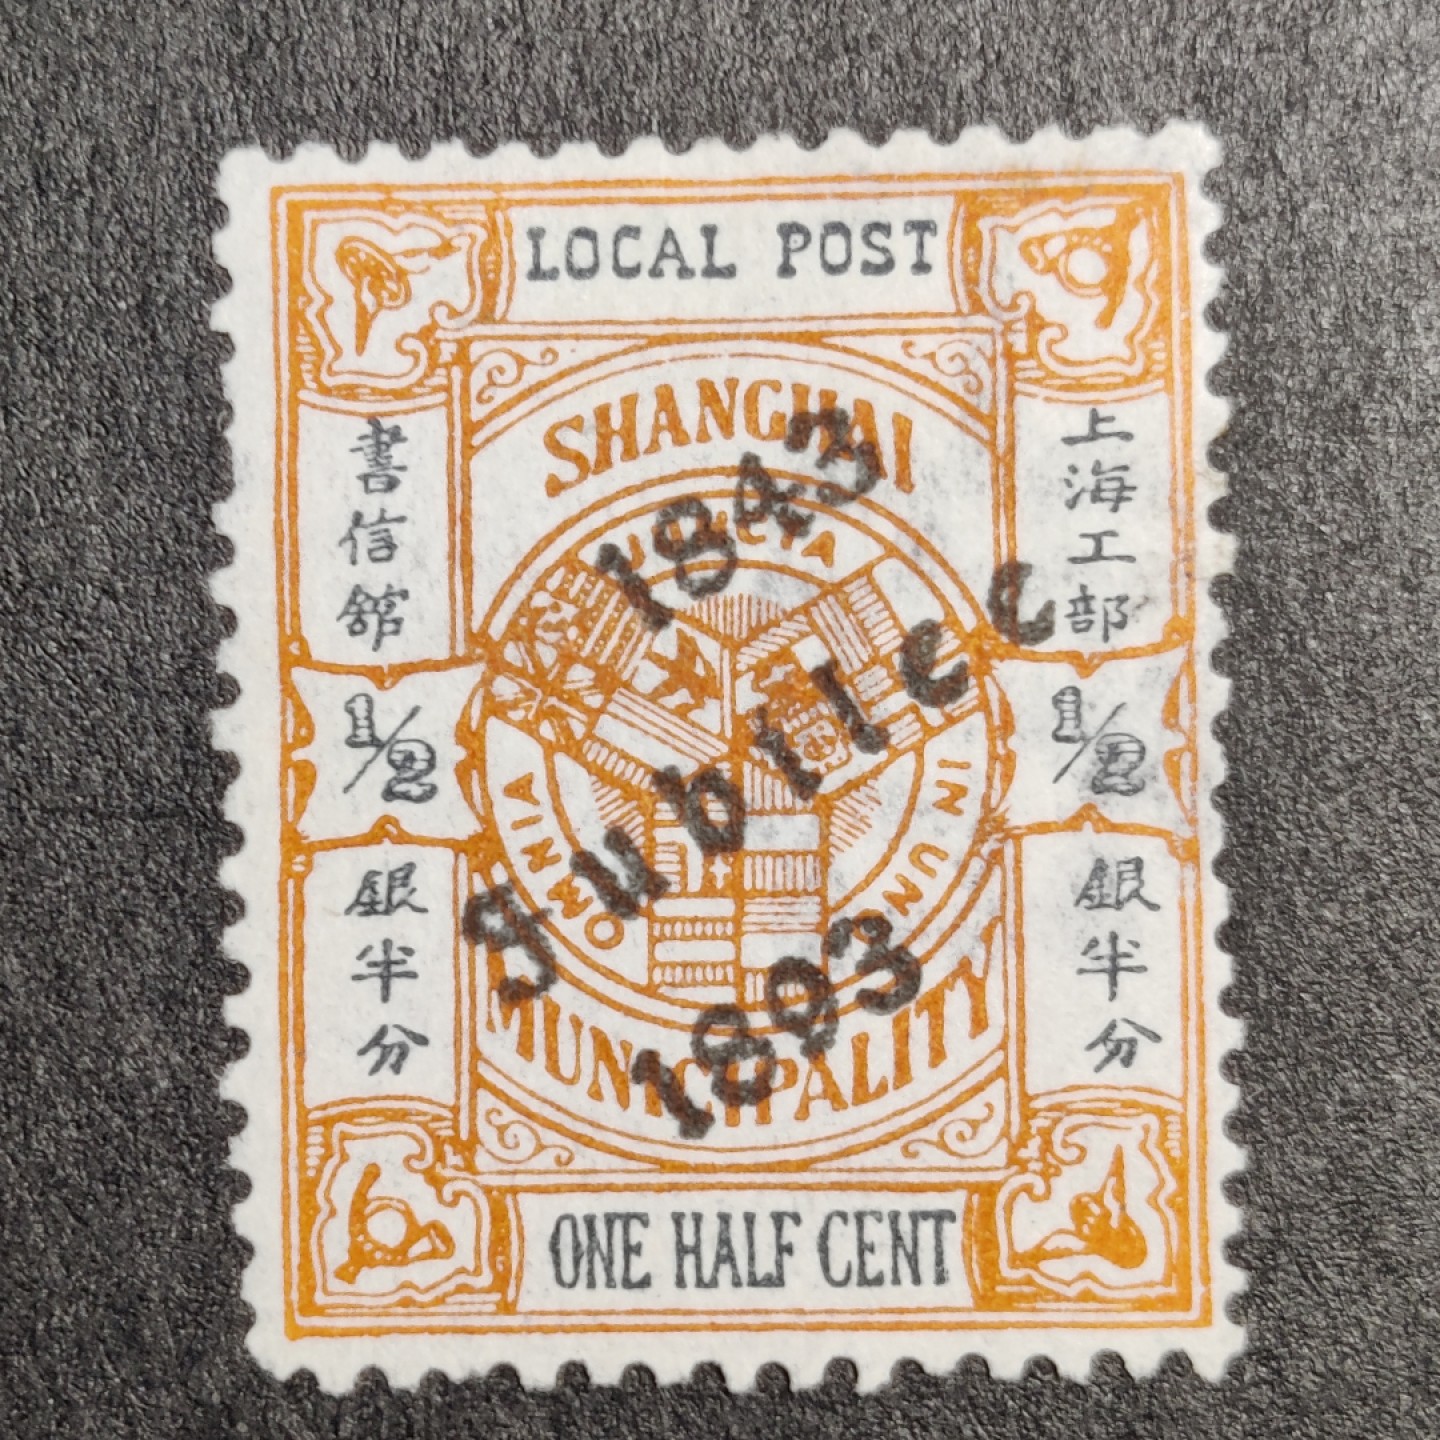 LOCAL POST
SHANGHAI
1843
Jubilee
1893
JUNCTA
IN UNO
OMNIA
MUNICIPALITY
上海工部
書信館
1/2
1/2
銀半分
銀半分
ONE HALF CENT